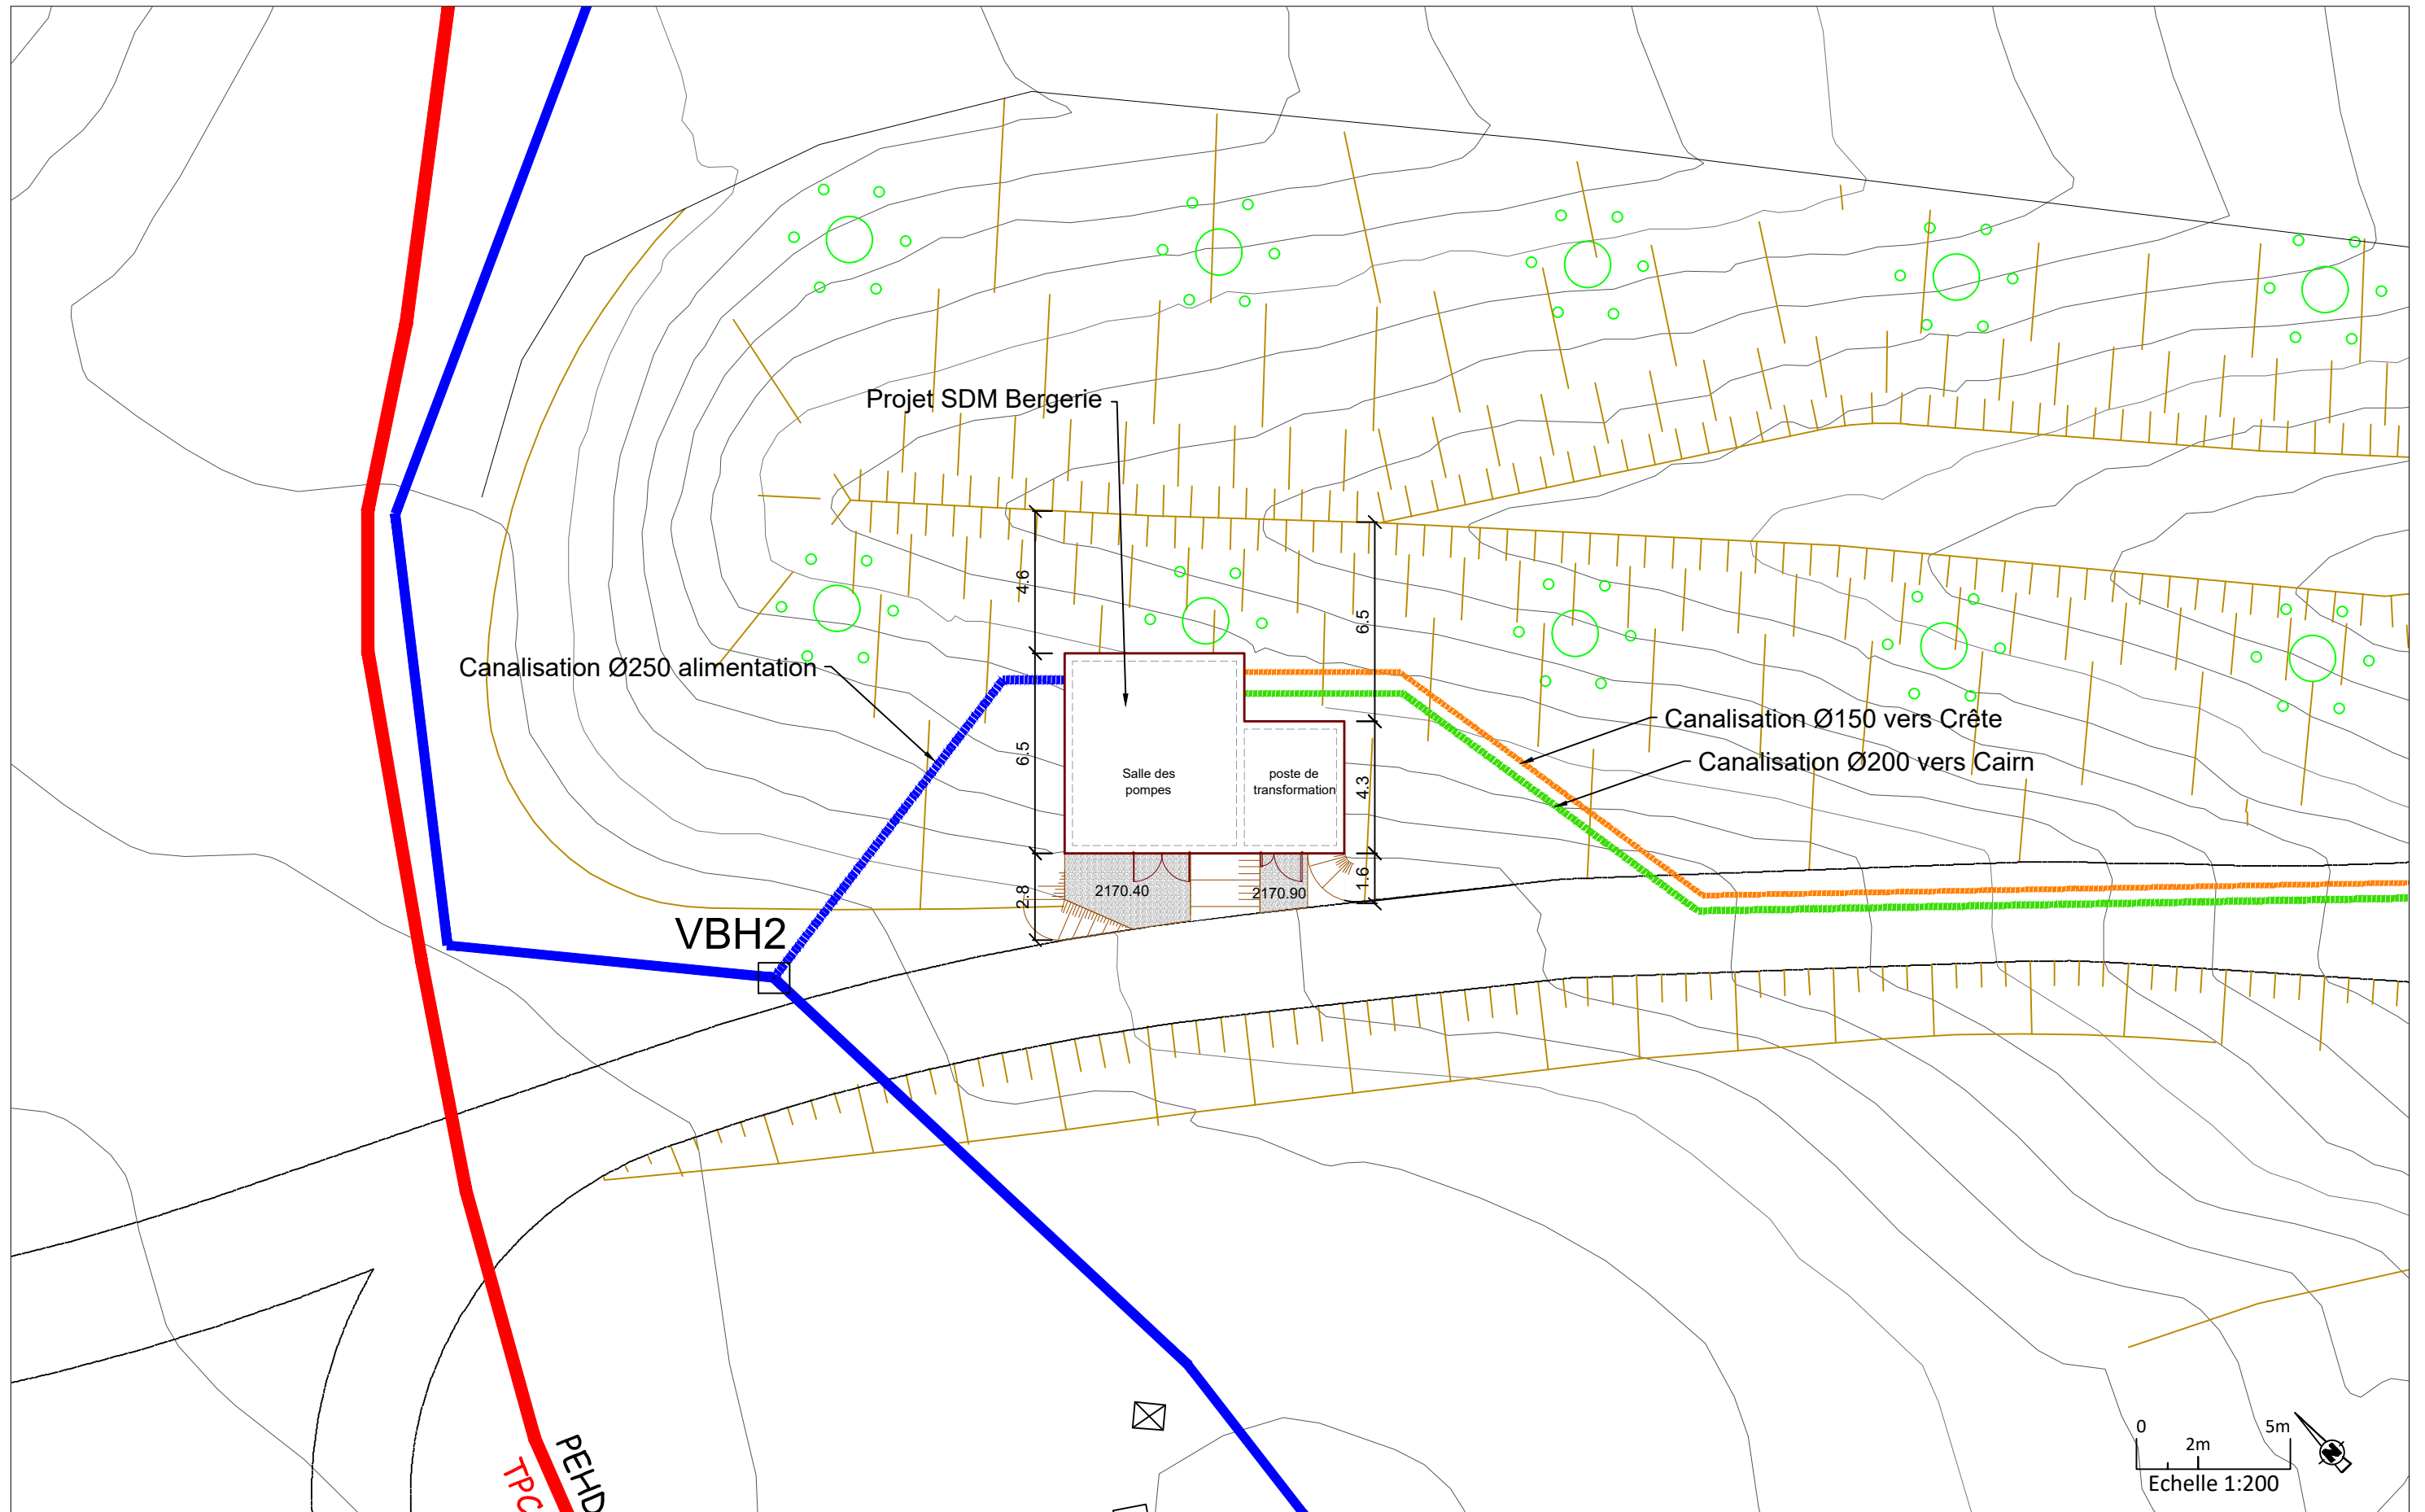 Projet SDM Bergerie
4.6
6.5
Canalisation Ø250 alimentation
Canalisation Ø150 vers Crête
Canalisation Ø200 vers Cairn
6.5
Salle des
pompes
poste de
transformation
4.3
2.8
2170.40
2170.90
1.6
VBH2
0
5m
2m
N
Echelle 1:200
PEHD
TPC